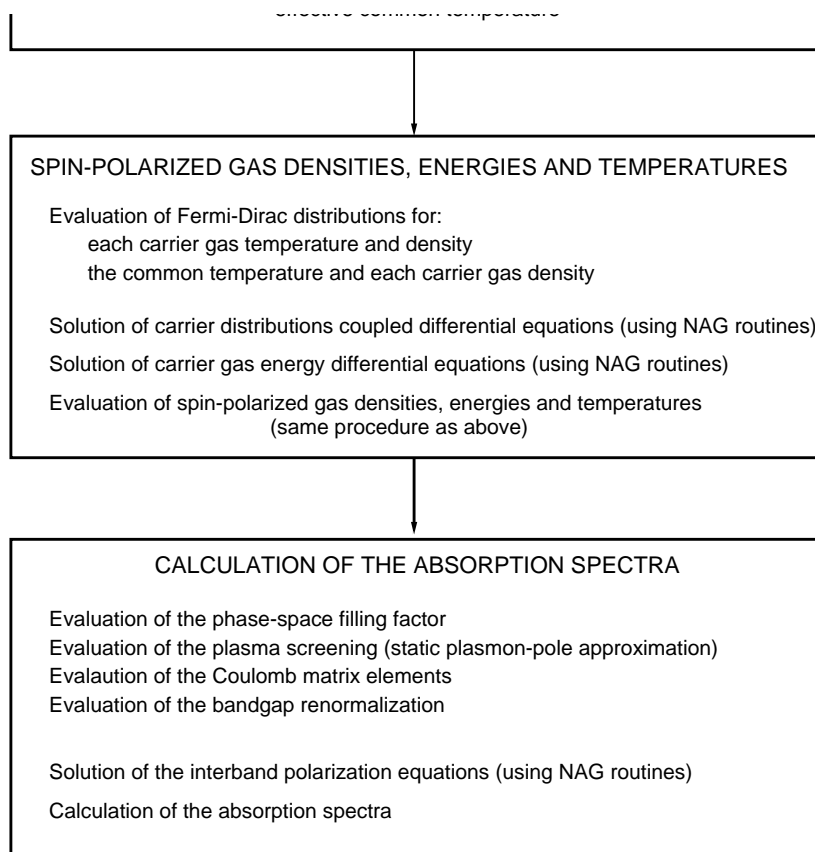 effective common temperature
SPIN-POLARIZED GAS DENSITIES, ENERGIES AND TEMPERATURES
Evaluation of Fermi-Dirac distributions for:
each carrier gas temperature and density
the common temperature and each carrier gas density
Solution of carrier distributions coupled differential equations (using NAG routines)
Solution of carrier gas energy differential equations (using NAG routines)
Evaluation of spin-polarized gas densities, energies and temperatures
(same procedure as above)
CALCULATION OF THE ABSORPTION SPECTRA
Evaluation of the phase-space filling factor
Evaluation of the plasma screening (static plasmon-pole approximation)
Evalaution of the Coulomb matrix elements
Evaluation of the bandgap renormalization
Solution of the interband polarization equations (using NAG routines)
Calculation of the absorption spectra